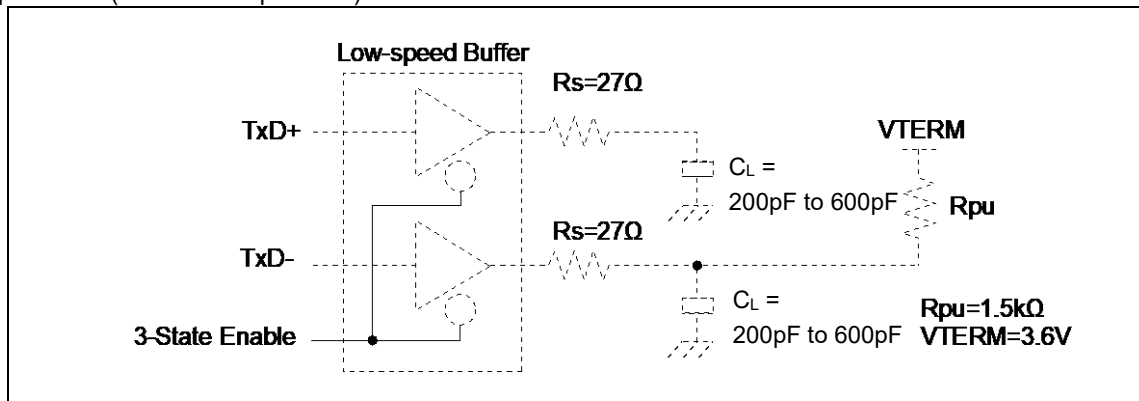 Low-speed Buffer
Rs=27Ω
TxD+
VTERM
CL =
200pF to 600pF
Rpu
Rs=27Ω
TxD-
CL =
200pF to 600pF
Rpu=1.5kΩ
VTERM=3.6V
3-State Enable